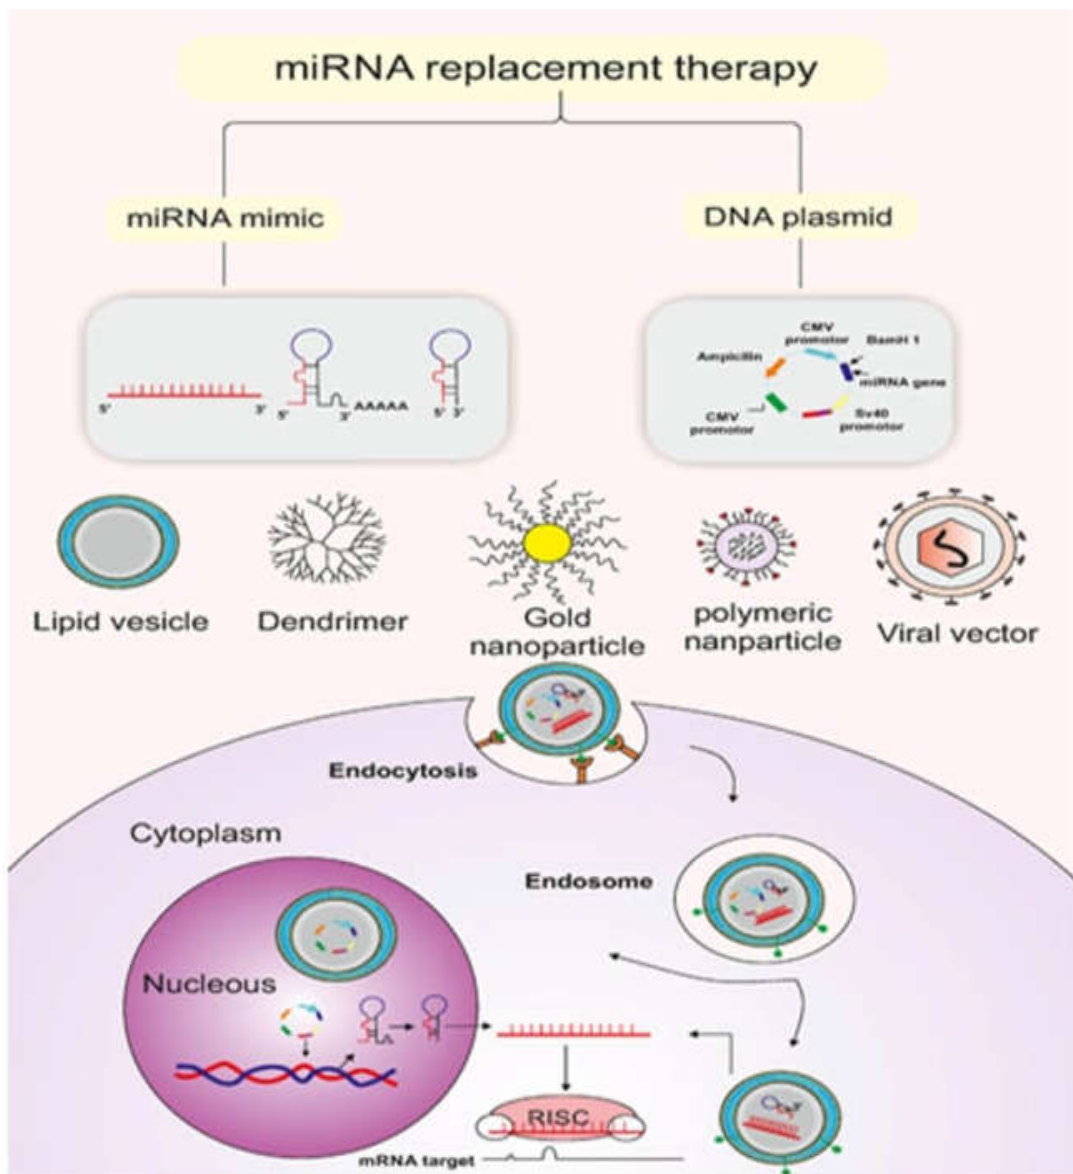 miRNA replacement therapy
miRNA mimic
DNA plasmid
5'
3'
5'
3'
AAAAA
5' 3'
CMV
promotor
BamH 1
Ampicillin
miRNA gene
CMV
promotor
Sv40
promotor
Lipid vesicle
Dendrimer
Gold
nanoparticle
polymeric
nanparticle
Viral vector
Endocytosis
Cytoplasm
Endosome
Nucleous
RISC
mRNA target